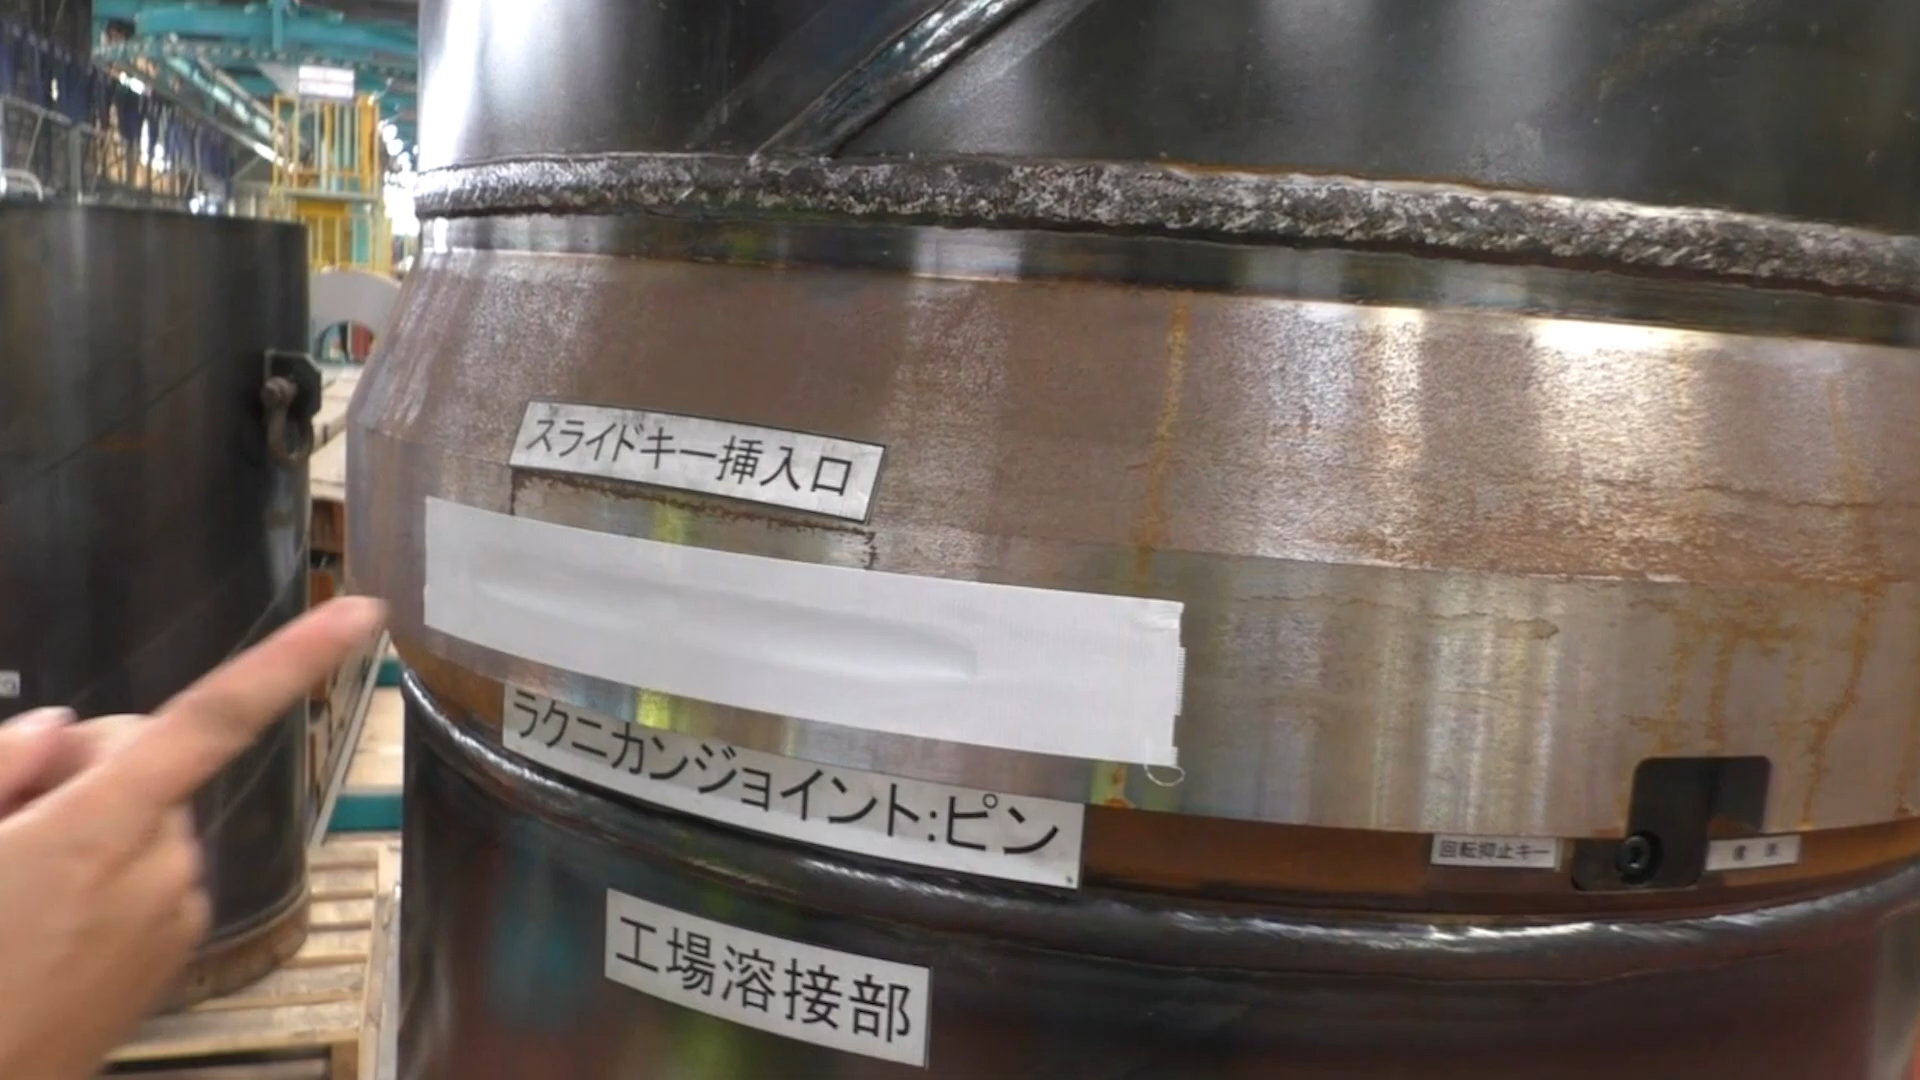 スライドキー挿入口
ラクニカンジョイント:ピン
回転抑止キー
工場溶接部